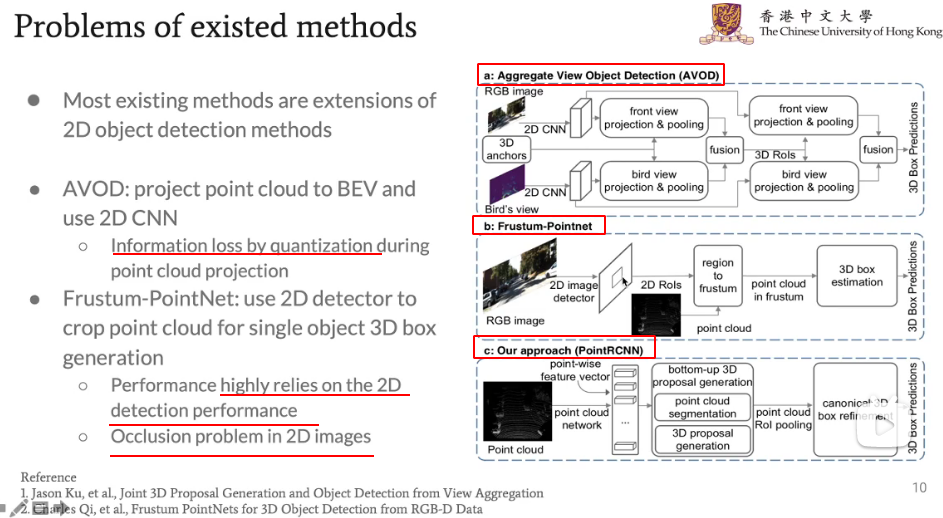 Problems of existed methods
香港中文大學
The Chinese University of Hong Kong
● Most existing methods are extensions of
2D object detection methods
● AVOD: project point cloud to BEV and
use 2D CNN
○ Information loss by quantization during
point cloud projection
● Frustum-PointNet: use 2D detector to
crop point cloud for single object 3D box
generation
○ Performance highly relies on the 2D
detection performance
○ Occlusion problem in 2D images
a: Aggregate View Object Detection (AVOD)
RGB image
2D CNN
3D
anchors
2D CNN
Bird's view
front view
projection & pooling
bird view
projection & pooling
fusion
3D RoIs
front view
projection & pooling
bird view
projection & pooling
fusion
3D Box Predictions
b: Frustum-Pointnet
RGB image
2D image
detector
2D RoIs
point cloud
region
to
frustum
point cloud
in frustum
3D box
estimation
3D Box Predictions
c: Our approach (PointRCNN)
Point cloud
point-wise
feature vector
point cloud
network
...
bottom-up 3D
proposal generation
point cloud
segmentation
3D proposal
generation
point cloud
RoI pooling
canonical 3D
box refinement
3D Box Predictions
Reference
1. Jason Ku, et al., Joint 3D Proposal Generation and Object Detection from View Aggregation
2. Charles Qi, et al., Frustum PointNets for 3D Object Detection from RGB-D Data
10